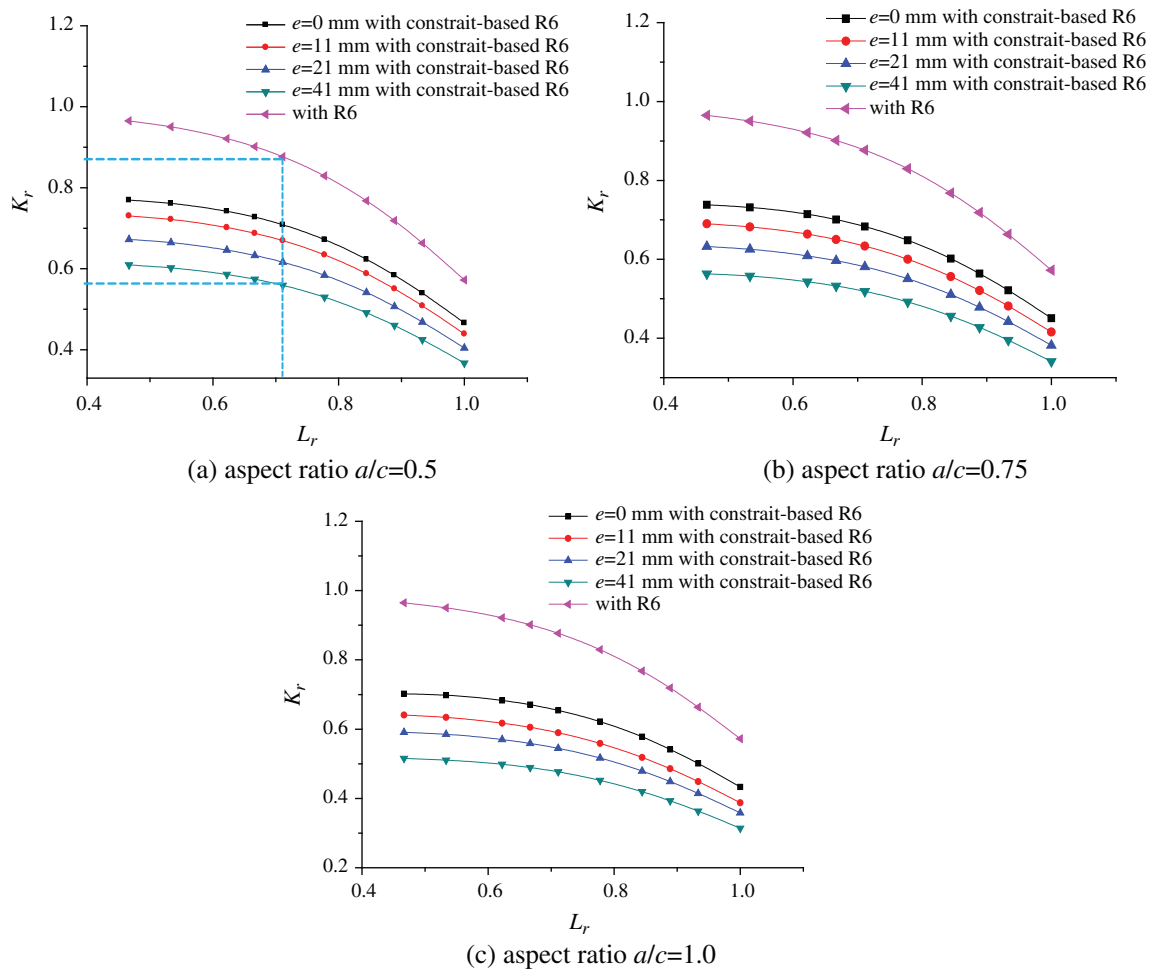 1.2
1.0
0.8
0.6
0.4
K_r
0.4
0.6
0.8
1.0
L_r
e=0 mm with constrait-based R6
e=11 mm with constrait-based R6
e=21 mm with constrait-based R6
e=41 mm with constrait-based R6
with R6
(a) aspect ratio a/c=0.5
1.2
1.0
0.8
0.6
0.4
K_r
0.4
0.6
0.8
1.0
L_r
e=0 mm with constrait-based R6
e=11 mm with constrait-based R6
e=21 mm with constrait-based R6
e=41 mm with constrait-based R6
with R6
(b) aspect ratio a/c=0.75
1.2
1.0
0.8
0.6
0.4
0.2
K_r
0.4
0.6
0.8
1.0
L_r
e=0 mm with constrait-based R6
e=11 mm with constrait-based R6
e=21 mm with constrait-based R6
e=41 mm with constrait-based R6
with R6
(c) aspect ratio a/c=1.0